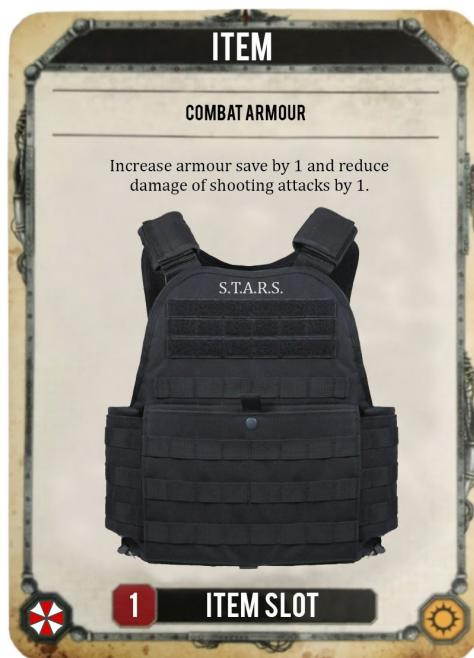 ITEM
COMBAT ARMOUR
Increase armour save by 1 and reduce
damage of shooting attacks by 1.
S.T.A.R.S.
1 ITEM SLOT